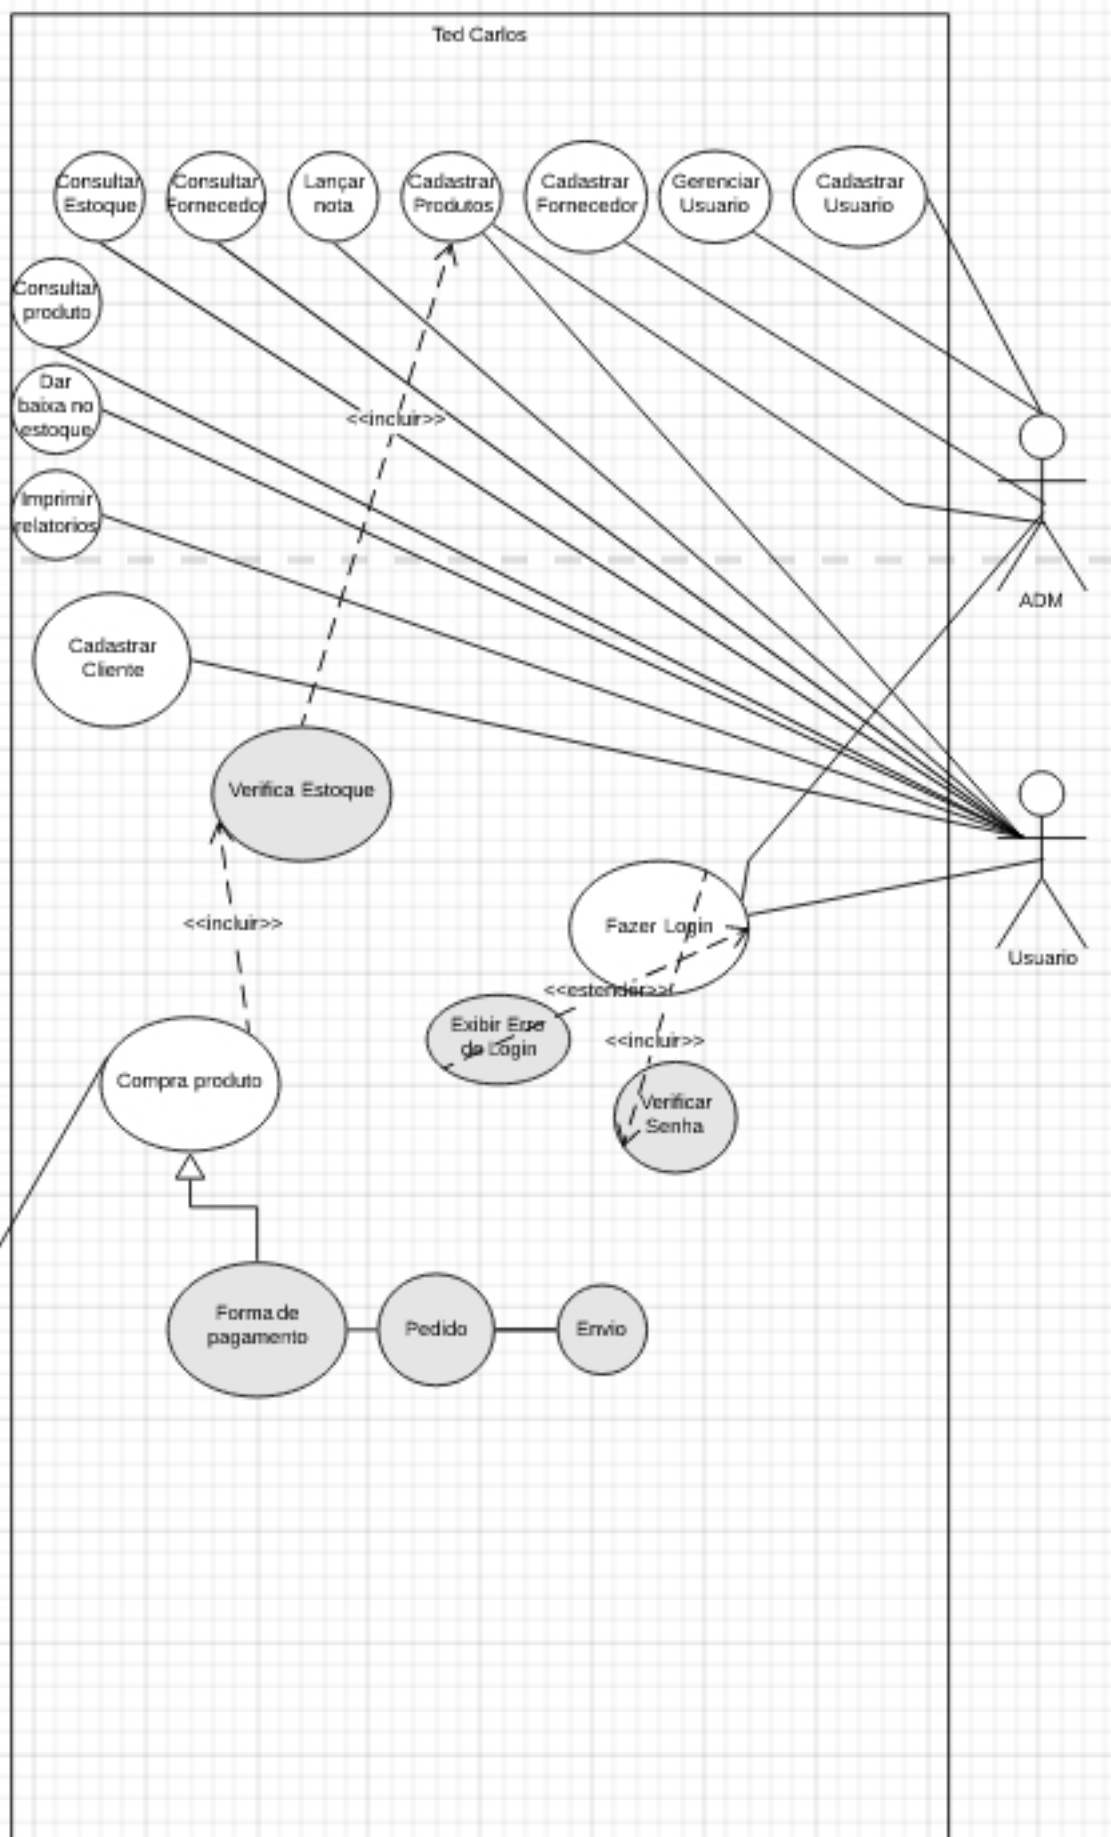 Ted Carlos
Consultar
Estoque
Consultar
Fornecedor
Lançar
nota
Cadastrar
Produtos
Cadastrar
Fornecedor
Gerenciar
Usuario
Cadastrar
Usuario
Consultar
produto
Dar
baixa no
estoque
<<incluir>>
Imprimir
relatorios
ADM
Cadastrar
Cliente
Verifica Estoque
<<incluir>>
Fazer Login
Usuario
<<estender>>
Exibir Erro
de Login
<<incluir>>
Compra produto
Verificar
Senha
Forma de
pagamento
Pedido
Envio